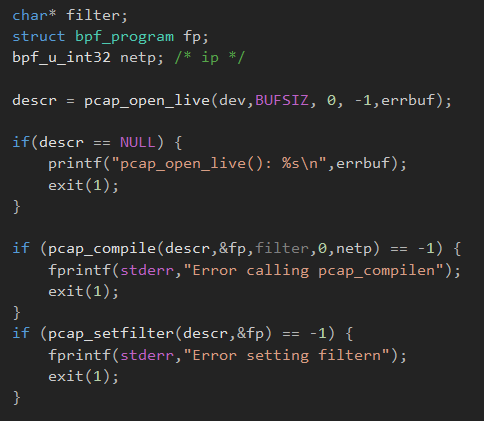 char* filter;
struct bpf_program fp;
bpf_u_int32 netp; /* ip */
descr = pcap_open_live(dev,BUFSIZ, 0, -1,errbuf);
if(descr == NULL) {
    printf("pcap_open_live(): %s\n",errbuf);
    exit(1);
}
if (pcap_compile(descr,&fp,filter,0,netp) == -1) {
    fprintf(stderr,"Error calling pcap_compilen");
    exit(1);
}
if (pcap_setfilter(descr,&fp) == -1) {
    fprintf(stderr,"Error setting filtern");
    exit(1);
}